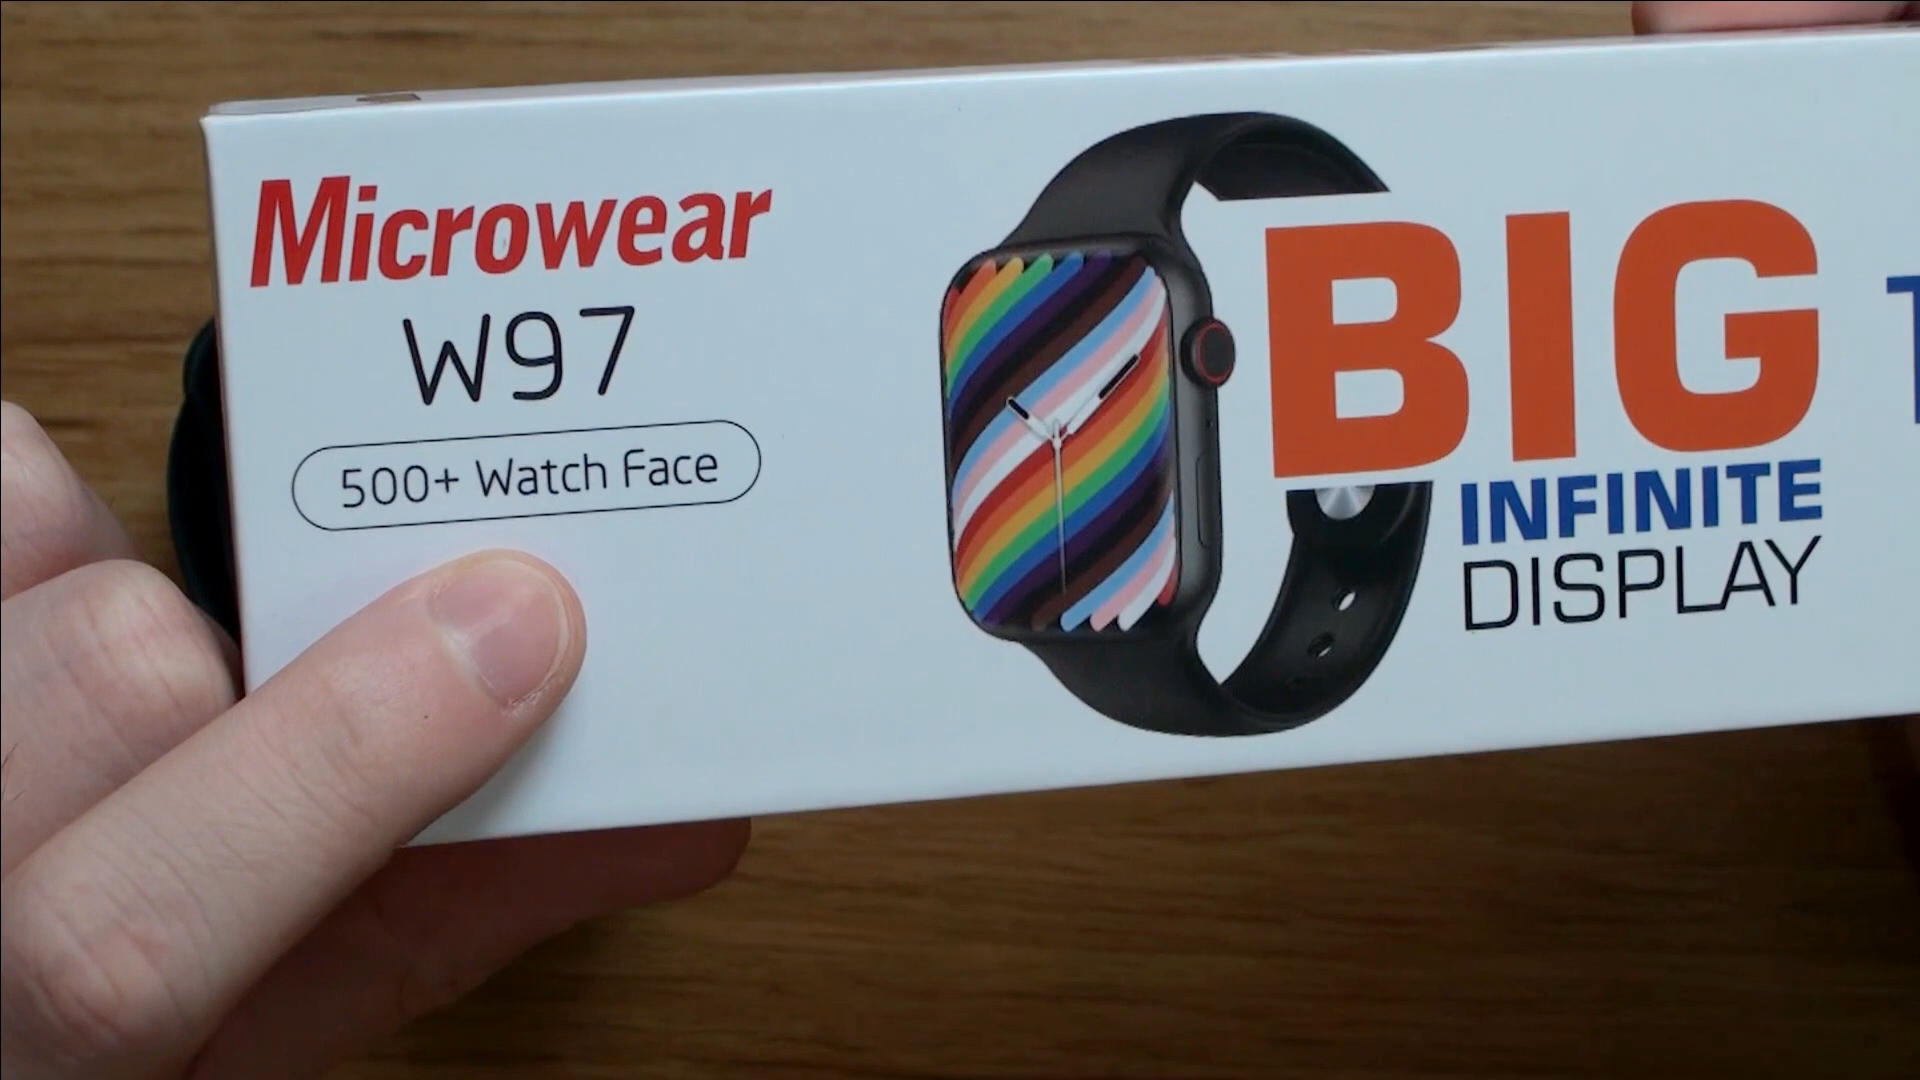 Microwear
W97
500+ Watch Face
BIG
INFINITE
DISPLAY